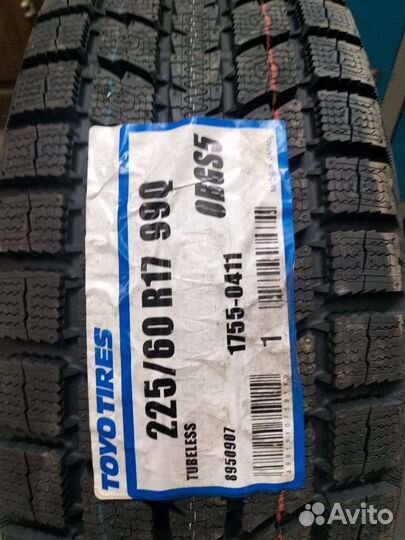 TOYO TIRES
225/60 R17 99Q
OBGS5
TUBELESS
1755-0411
1
8950907
Avito